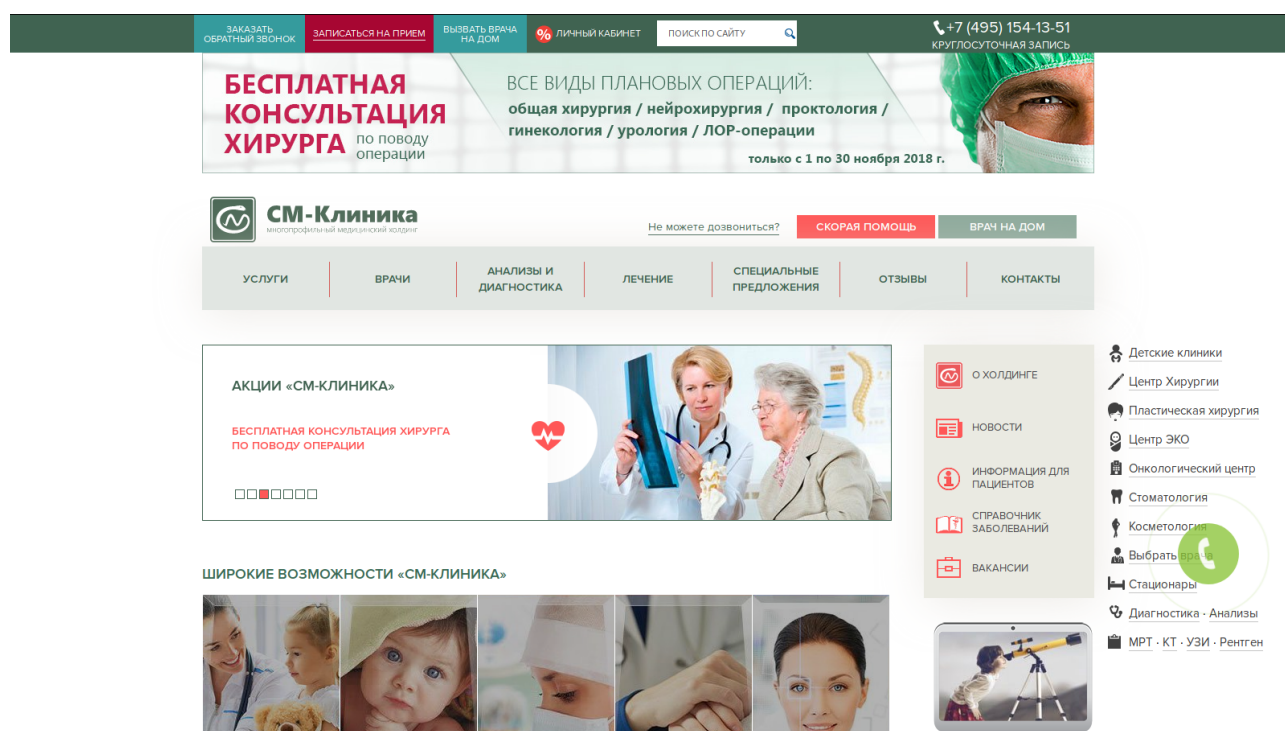 ЗАКАЗАТЬ
ОБРАТНЫЙ ЗВОНОК
ЗАПИСАТЬСЯ НА ПРИЕМ
ВЫЗВАТЬ ВРАЧА
НА ДОМ
% ЛИЧНЫЙ КАБИНЕТ
ПОИСК ПО САЙТУ
+7 (495) 154-13-51
КРУГЛОСУТОЧНАЯ ЗАПИСЬ
БЕСПЛАТНАЯ
КОНСУЛЬТАЦИЯ
ХИРУРГА по поводу
операции
ВСЕ ВИДЫ ПЛАНОВЫХ ОПЕРАЦИЙ:
общая хирургия / нейрохирургия / проктология /
гинекология / урология / ЛОР-операции
только с 1 по 30 ноября 2018 г.
СМ-Клиника
многопрофильный медицинский холдинг
Не можете дозвониться?
СКОРАЯ ПОМОЩЬ
ВРАЧ НА ДОМ
УСЛУГИ
ВРАЧИ
АНАЛИЗЫ И
ДИАГНОСТИКА
ЛЕЧЕНИЕ
СПЕЦИАЛЬНЫЕ
ПРЕДЛОЖЕНИЯ
ОТЗЫВЫ
КОНТАКТЫ
АКЦИИ «СМ-КЛИНИКА»
БЕСПЛАТНАЯ КОНСУЛЬТАЦИЯ ХИРУРГА
ПО ПОВОДУ ОПЕРАЦИИ
О ХОЛДИНГЕ
НОВОСТИ
ИНФОРМАЦИЯ ДЛЯ
ПАЦИЕНТОВ
СПРАВОЧНИК
ЗАБОЛЕВАНИЙ
ВАКАНСИИ
Детские клиники
Центр Хирургии
Пластическая хирургия
Центр ЭКО
Онкологический центр
Стоматология
Косметология
Выбрать врача
Стационары
Диагностика · Анализы
МРТ · КТ · УЗИ · Рентген
ШИРОКИЕ ВОЗМОЖНОСТИ «СМ-КЛИНИКА»